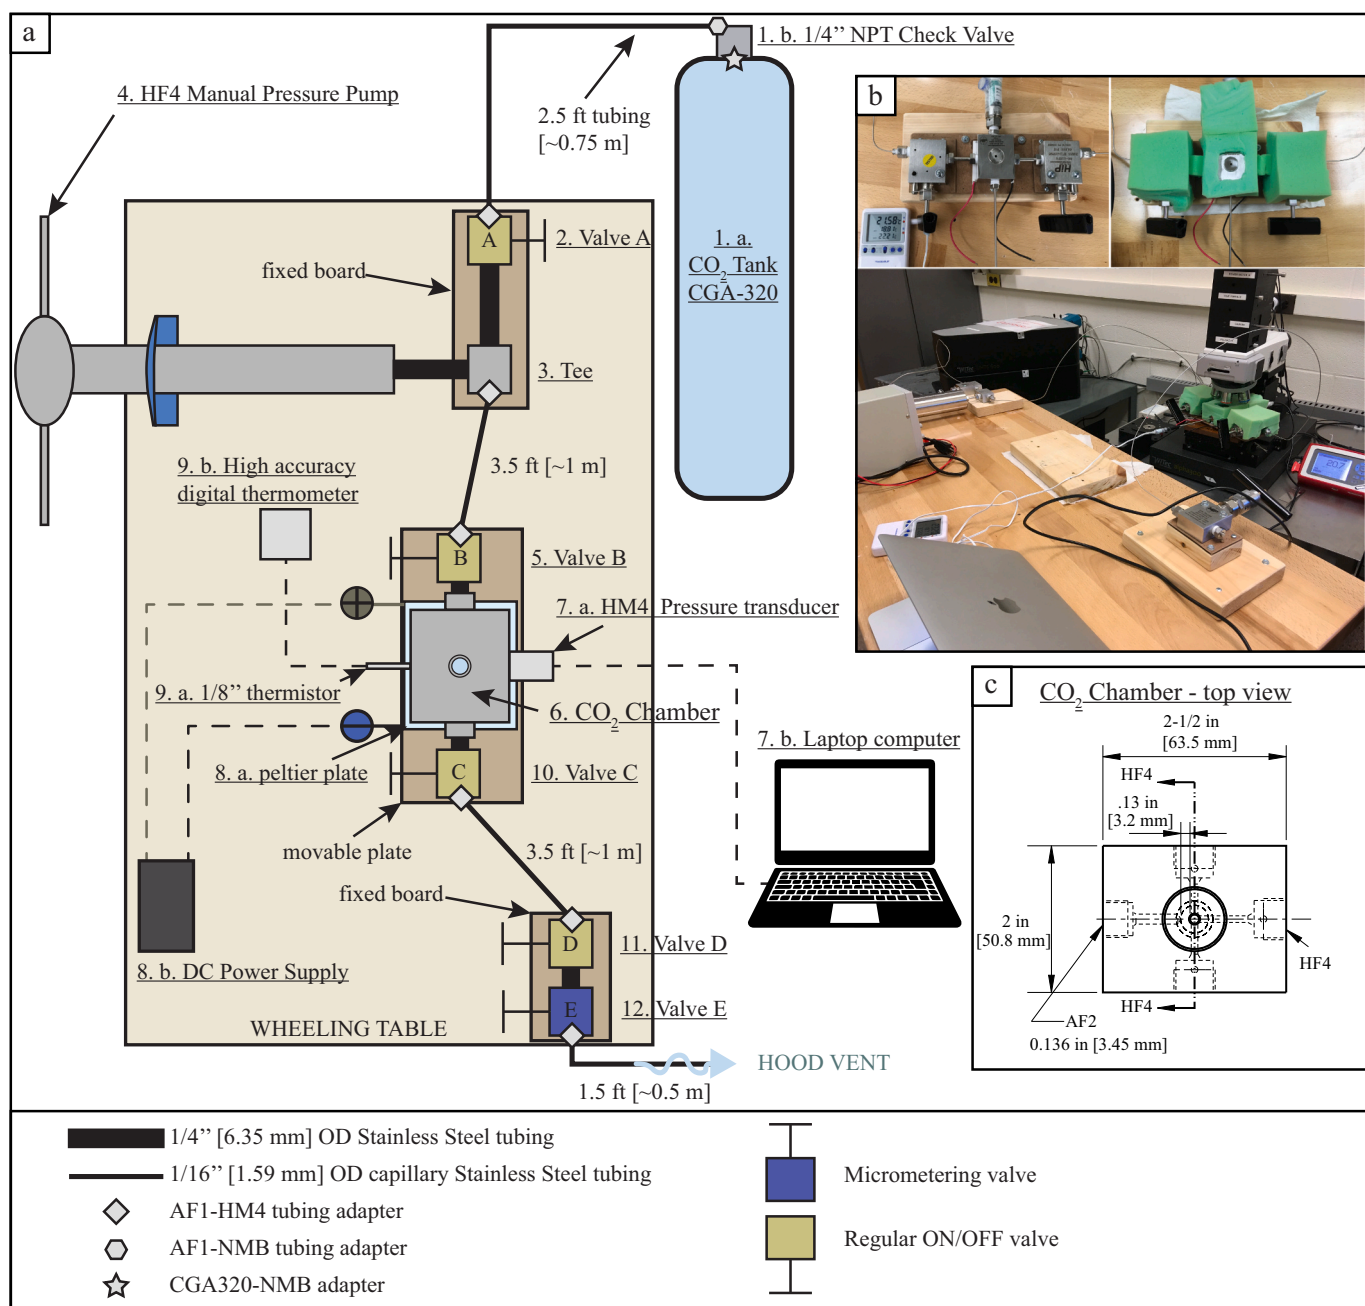 a
1. b. 1/4’’ NPT Check Valve
4. HF4 Manual Pressure Pump
2.5 ft tubing
[~0.75 m]
A
2. Valve A
fixed board
1. a.
CO2 Tank
CGA-320
3. Tee
3.5 ft [~1 m]
9. b. High accuracy
digital thermometer
B
5. Valve B
7. a. HM4 Pressure transducer
9. a. 1/8’’ thermistor
6. CO2 Chamber
8. a. peltier plate
C
10. Valve C
7. b. Laptop computer
movable plate
3.5 ft [~1 m]
fixed board
D
11. Valve D
8. b. DC Power Supply
E
12. Valve E
WHEELING TABLE
HOOD VENT
1.5 ft [~0.5 m]
b
21.58
HiP
20.7
c
CO2 Chamber - top view
2-1/2 in
[63.5 mm]
HF4
.13 in
[3.2 mm]
2 in
[50.8 mm]
HF4
HF4
AF2
0.136 in [3.45 mm]
1/4’’ [6.35 mm] OD Stainless Steel tubing
1/16’’ [1.59 mm] OD capillary Stainless Steel tubing
AF1-HM4 tubing adapter
AF1-NMB tubing adapter
CGA320-NMB adapter
Micrometering valve
Regular ON/OFF valve